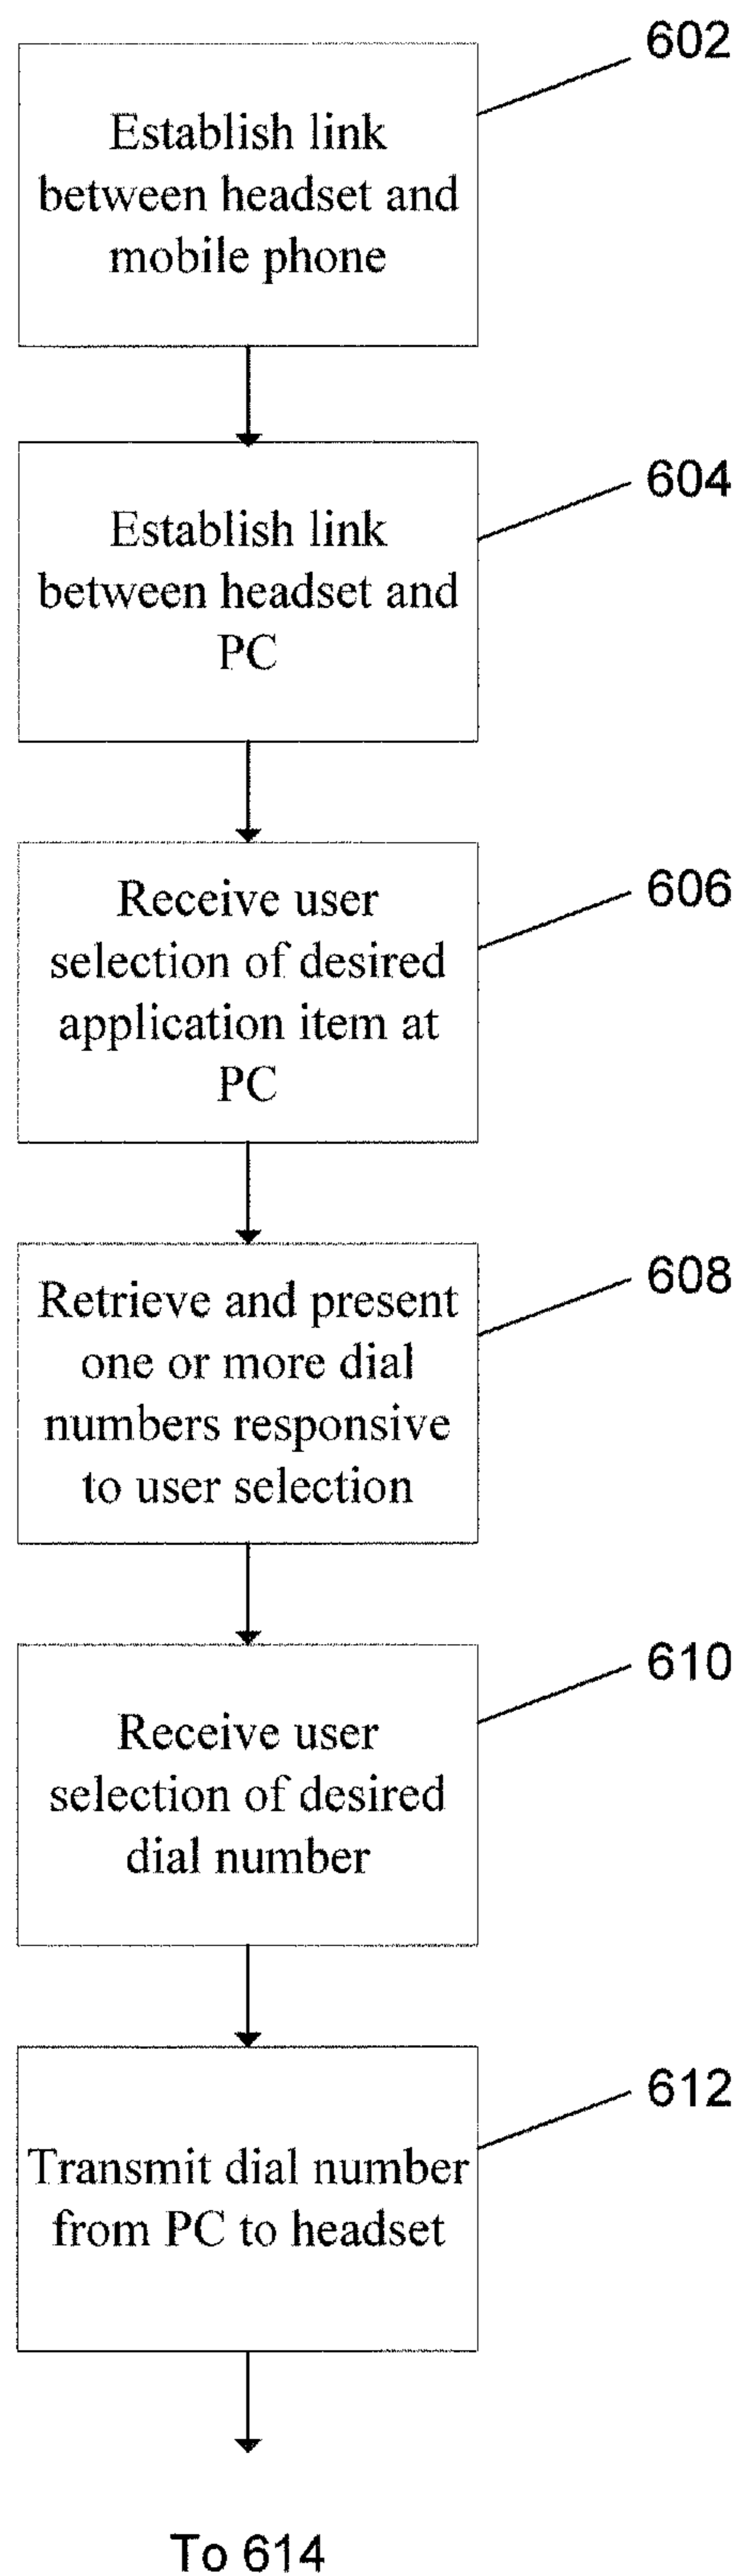 602
Establish link
between headset and
mobile phone
604
Establish link
between headset and
PC
606
Receive user
selection of desired
application item at
PC
608
Retrieve and present
one or more dial
numbers responsive
to user selection
610
Receive user
selection of desired
dial number
612
Transmit dial number
from PC to headset
To 614